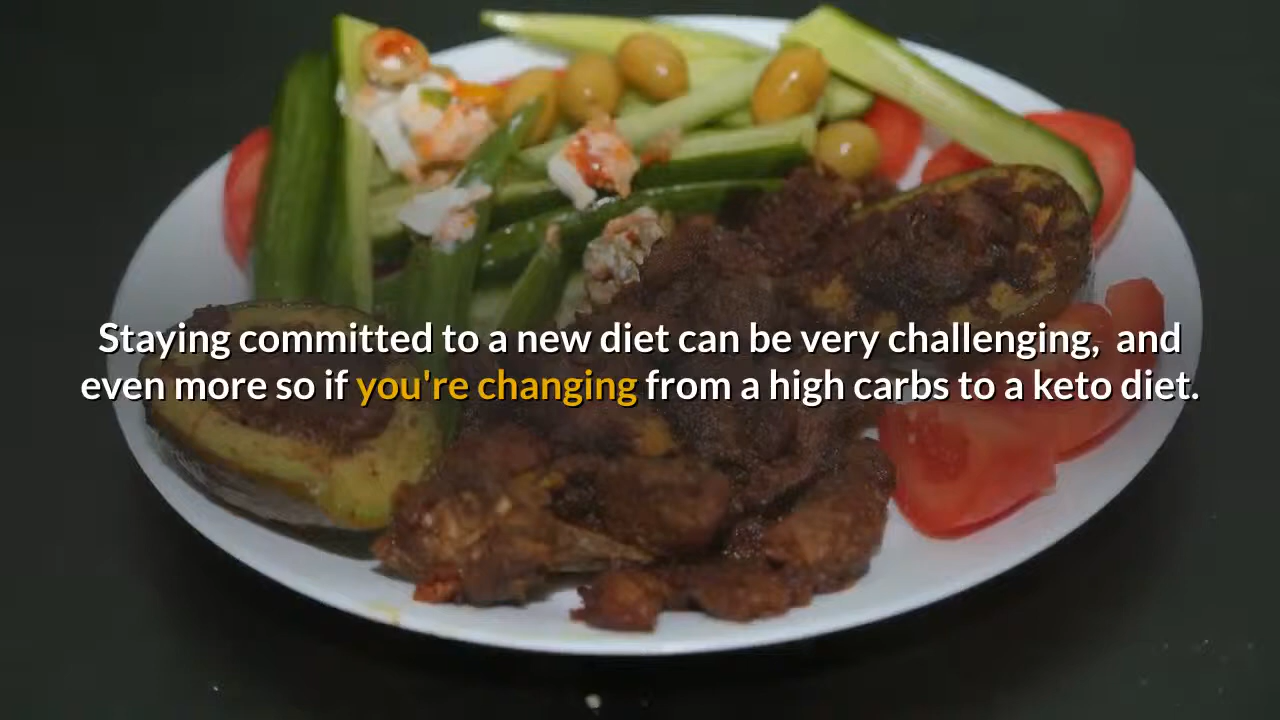 Staying committed to a new diet can be very challenging,  and
even more so if you're changing from a high carbs to a keto diet.